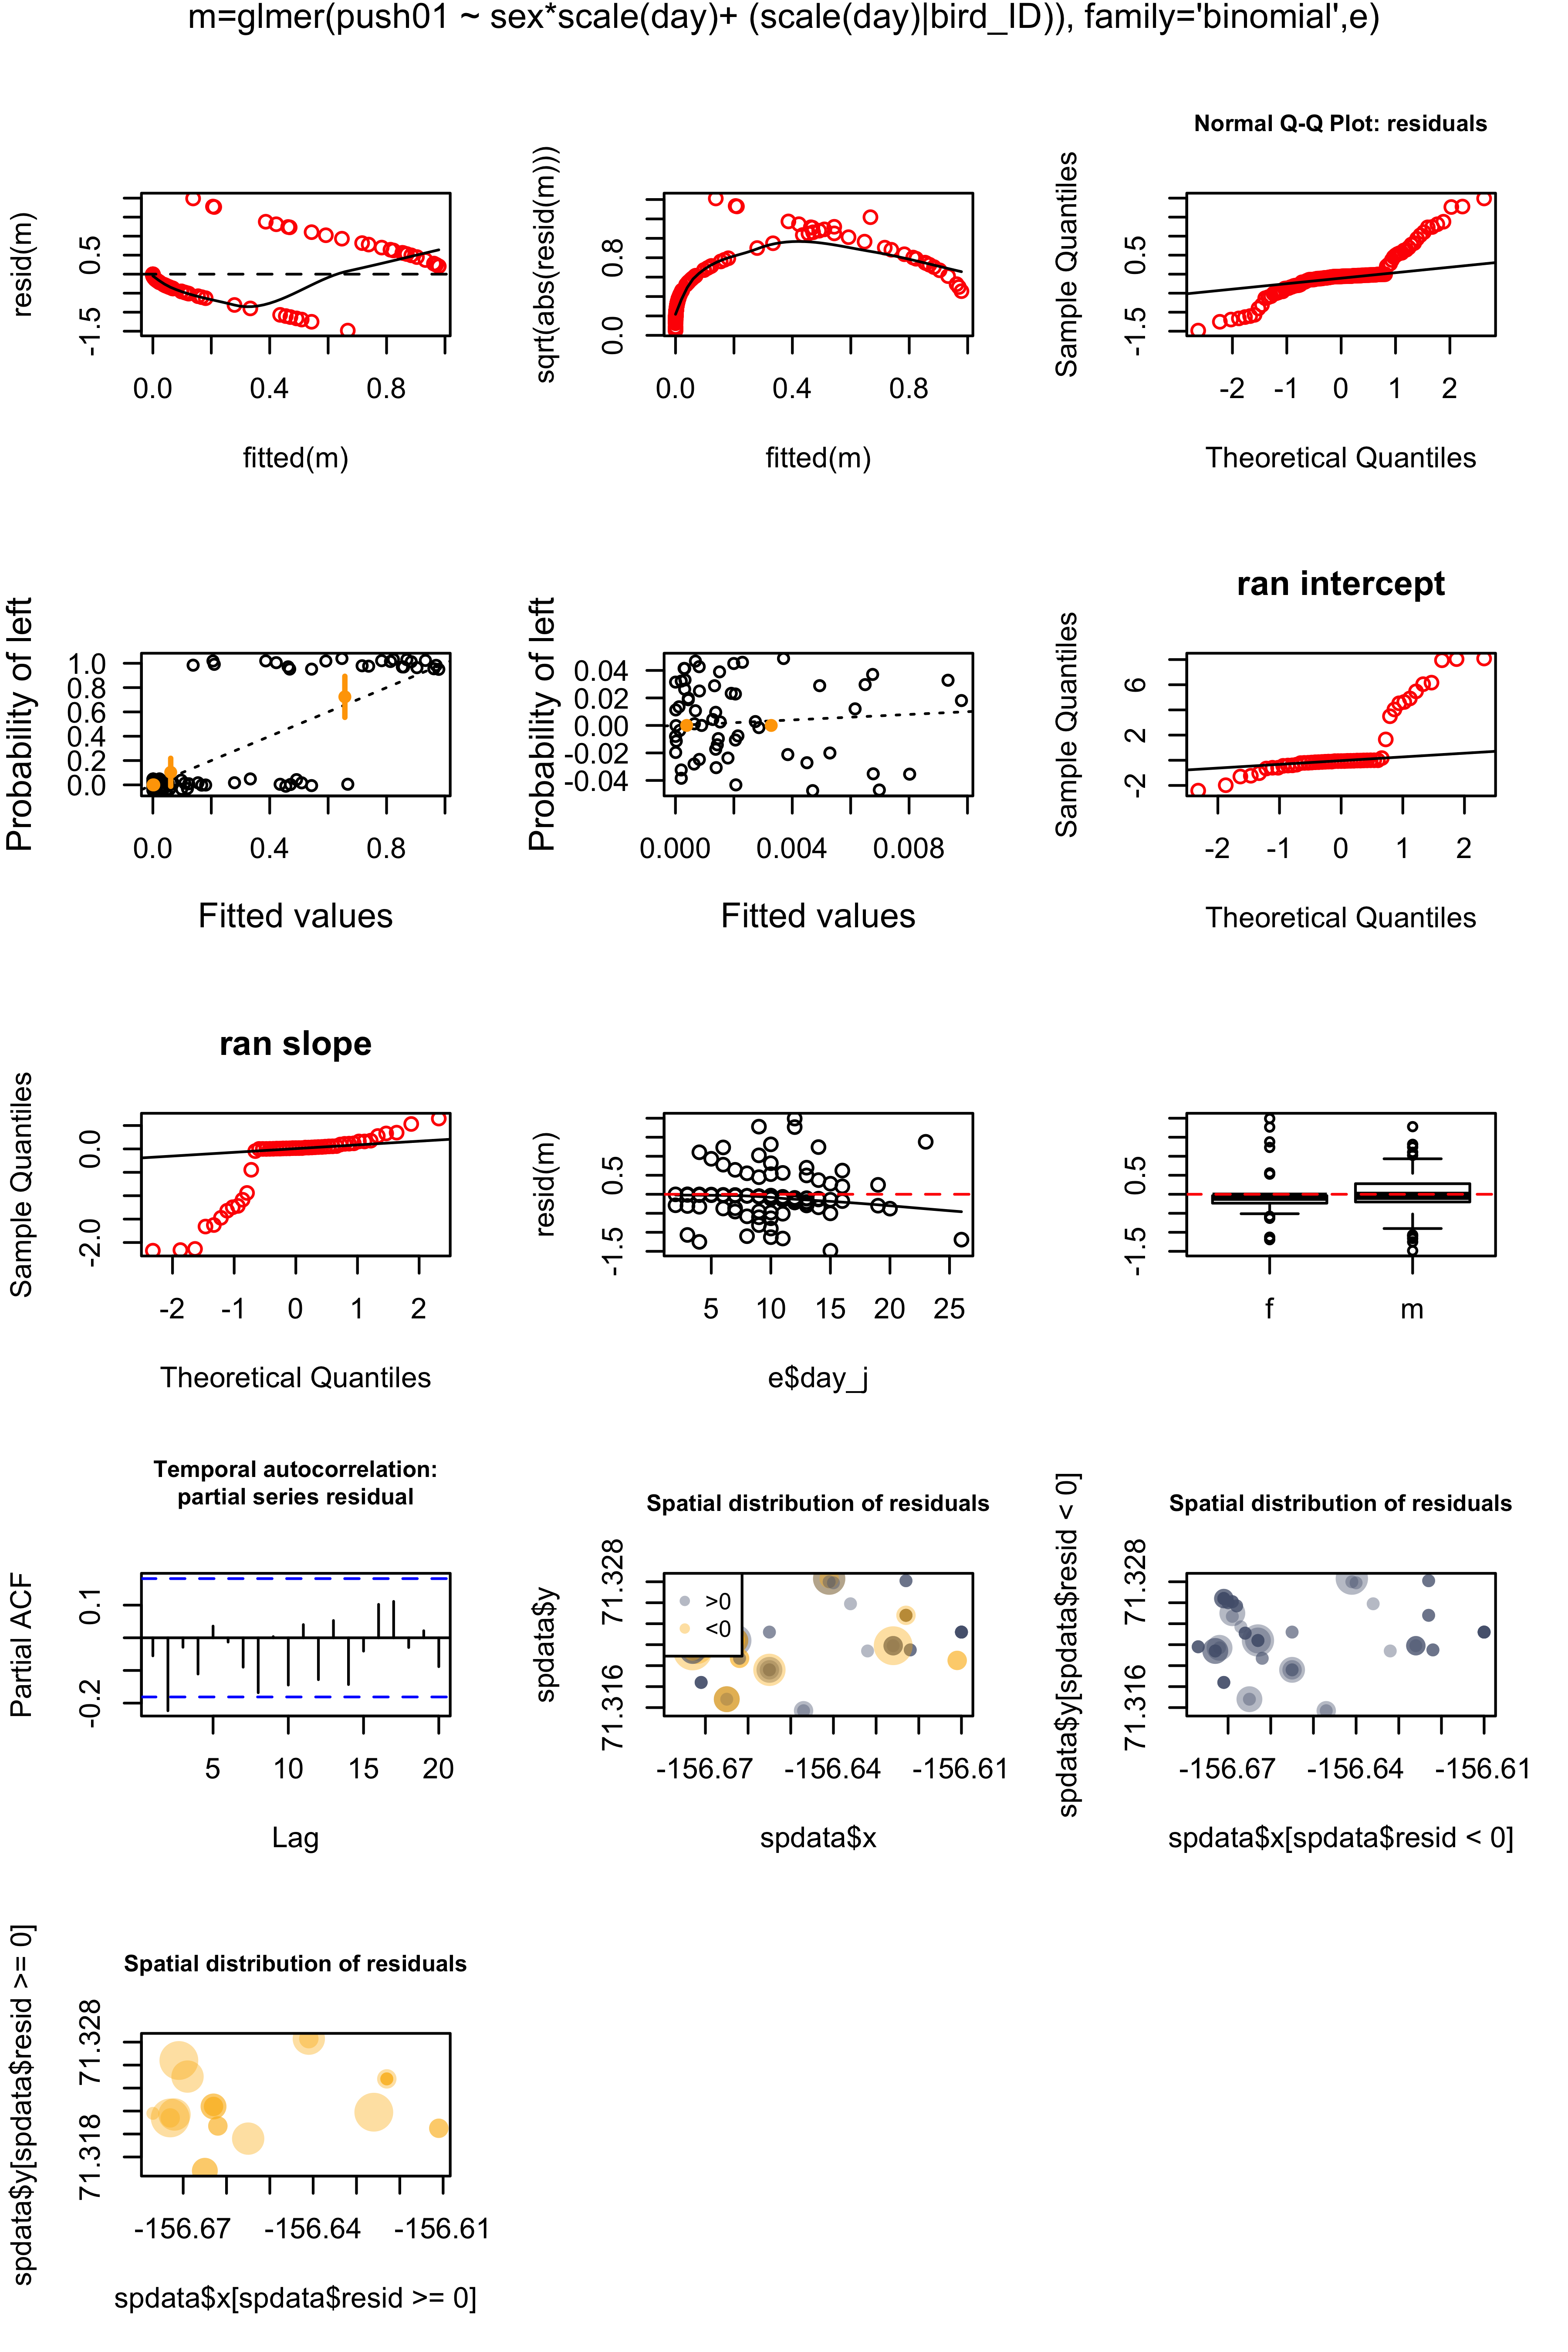 m=glmer(push01 ~ sex*scale(day)+ (scale(day)|bird_ID)), family='binomial',e)
resid(m)
-1.5 0.5
0.0 0.4 0.8
fitted(m)
sqrt(abs(resid(m)))
0.0 0.8
0.0 0.4 0.8
fitted(m)
Normal Q-Q Plot: residuals
Sample Quantiles
-1.5 0.5
-2 -1 0 1 2
Theoretical Quantiles
Probability of left
1.0
0.8
0.6
0.4
0.2
0.0
0.0 0.4 0.8
Fitted values
Probability of left
0.04
0.02
0.00
-0.02
-0.04
0.000 0.004 0.008
Fitted values
ran intercept
Sample Quantiles
-2 2 6
-2 -1 0 1 2
Theoretical Quantiles
ran slope
Sample Quantiles
-2.0 0.0
-2 -1 0 1 2
Theoretical Quantiles
resid(m)
-1.5 0.5
5 10 15 20 25
e$day_j
-1.5 0.5
f m
Temporal autocorrelation:
partial series residual
Partial ACF
-0.2 0.1
5 10 15 20
Lag
Spatial distribution of residuals
spdata$y
71.316 71.328
>0
<0
-156.67 -156.64 -156.61
spdata$x
Spatial distribution of residuals
spdata$y[spdata$resid < 0]
71.316 71.328
-156.67 -156.64 -156.61
spdata$x[spdata$resid < 0]
Spatial distribution of residuals
spdata$y[spdata$resid >= 0]
71.318 71.328
-156.67 -156.64 -156.61
spdata$x[spdata$resid >= 0]